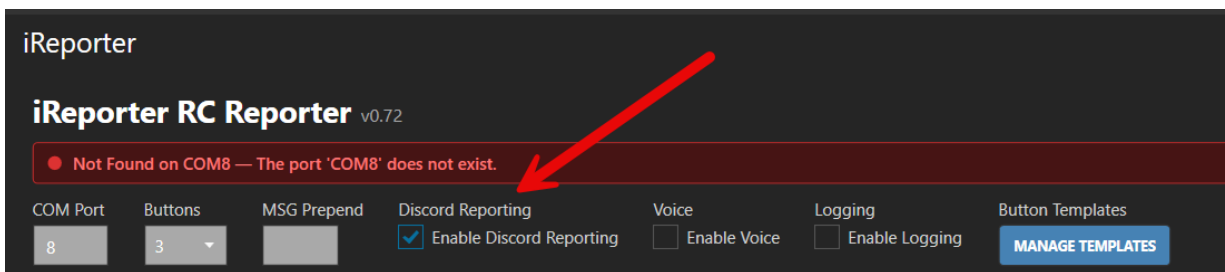 iReporter
iReporter RC Reporter v0.72
Not Found on COM8 — The port 'COM8' does not exist.
COM Port Buttons MSG Prepend Discord Reporting Voice Logging Button Templates
8 3 Enable Discord Reporting Enable Voice Enable Logging MANAGE TEMPLATES